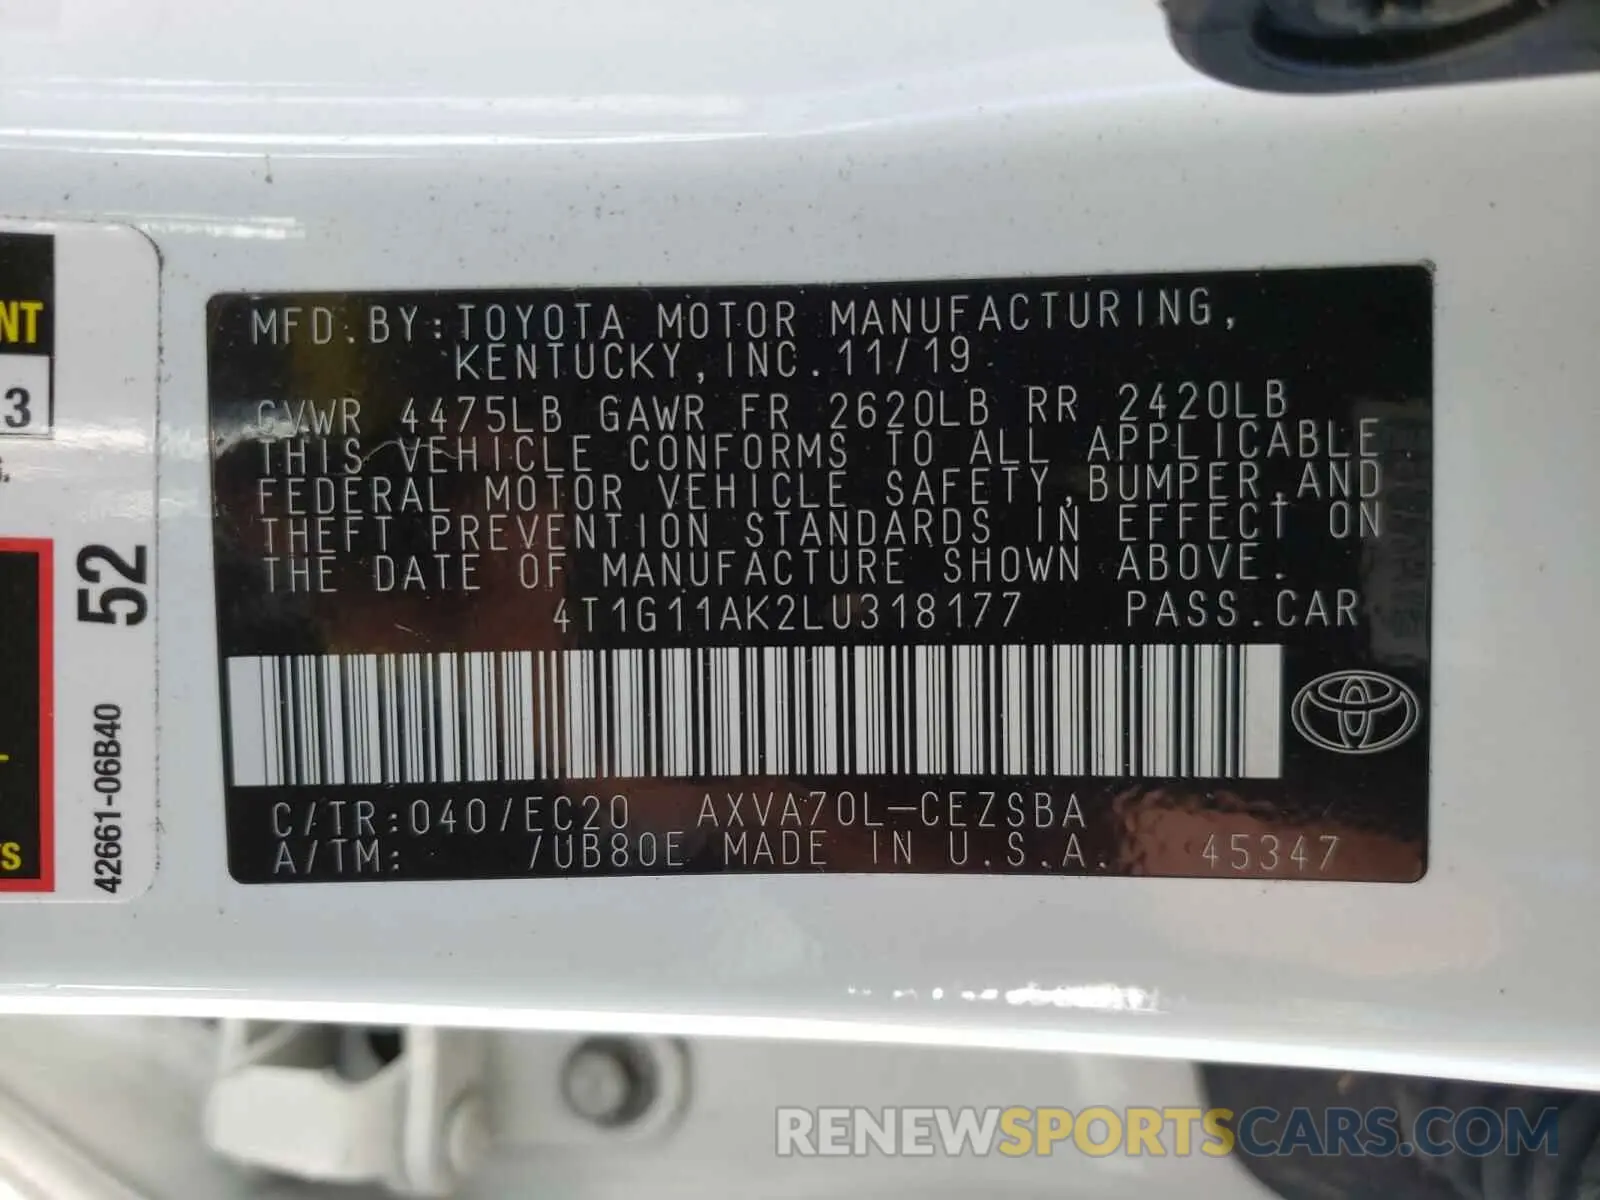 MFD.BY:TOYOTA MOTOR MANUFACTURING,
KENTUCKY,INC.11/19
GVWR 4475LB GAWR FR 2620LB RR 2420LB
THIS VEHICLE CONFORMS TO ALL APPLICABLE
FEDERAL MOTOR VEHICLE SAFETY,BUMPER,AND
THEFT PREVENTION STANDARDS IN EFFECT ON
THE DATE OF MANUFACTURE SHOWN ABOVE.
4T1G11AK2LU318177 PASS.CAR
C/TR:040/EC20 AXVA70L-CEZSBA
A/TM: /UB80E MADE IN U.S.A. 45347
NT
3
52
42661-06B40
TS
RENEWSPORTSCARS.COM